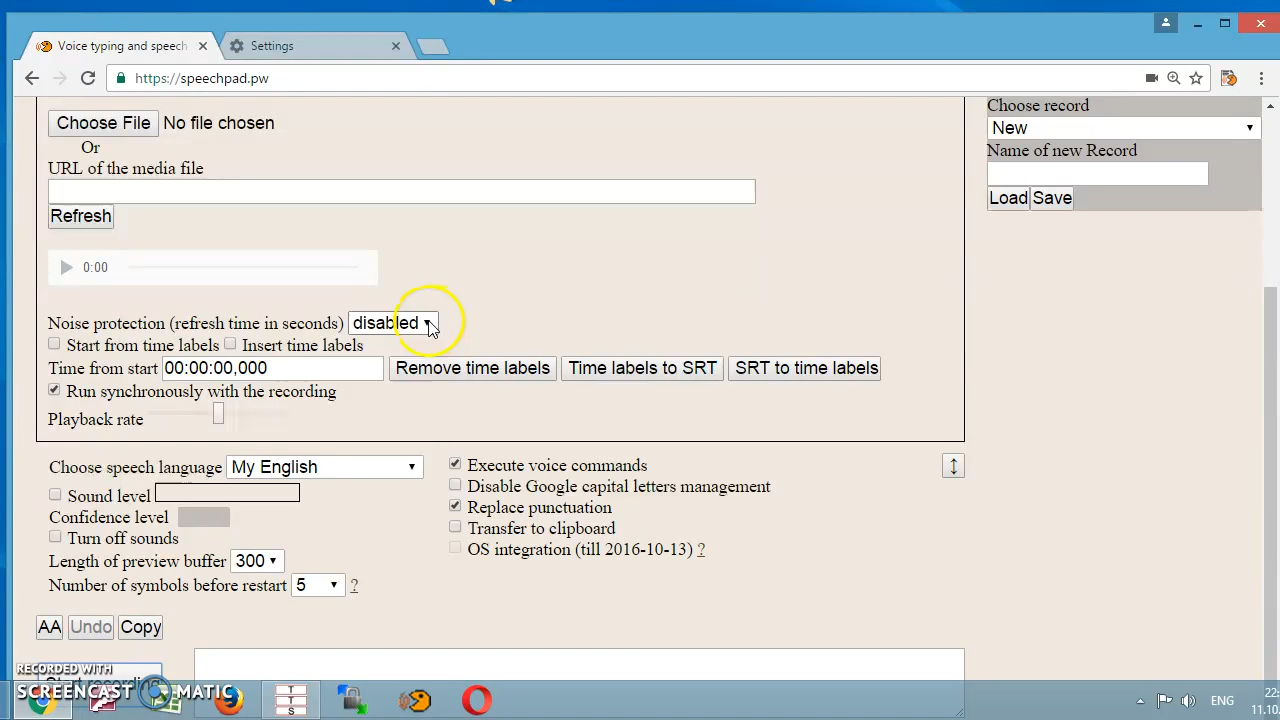 Voice typing and speech
Settings
https://speechpad.pw
Choose File No file chosen
Or
URL of the media file
Refresh
0:00
Noise protection (refresh time in seconds) disabled
Start from time labels Insert time labels
Time from start 00:00:00,000 Remove time labels Time labels to SRT SRT to time labels
Run synchronously with the recording
Playback rate
Choose record
New
Name of new Record
Load Save
Choose speech language My English
Sound level
Confidence level
Turn off sounds
Length of preview buffer 300
Number of symbols before restart 5 ?
Execute voice commands
Disable Google capital letters management
Replace punctuation
Transfer to clipboard
OS integration (till 2016-10-13) ?
AA Undo Copy
Start recording
RECORDED WITH
SCREENCAST MATIC
T
T
S
ENG
22:
11.10.